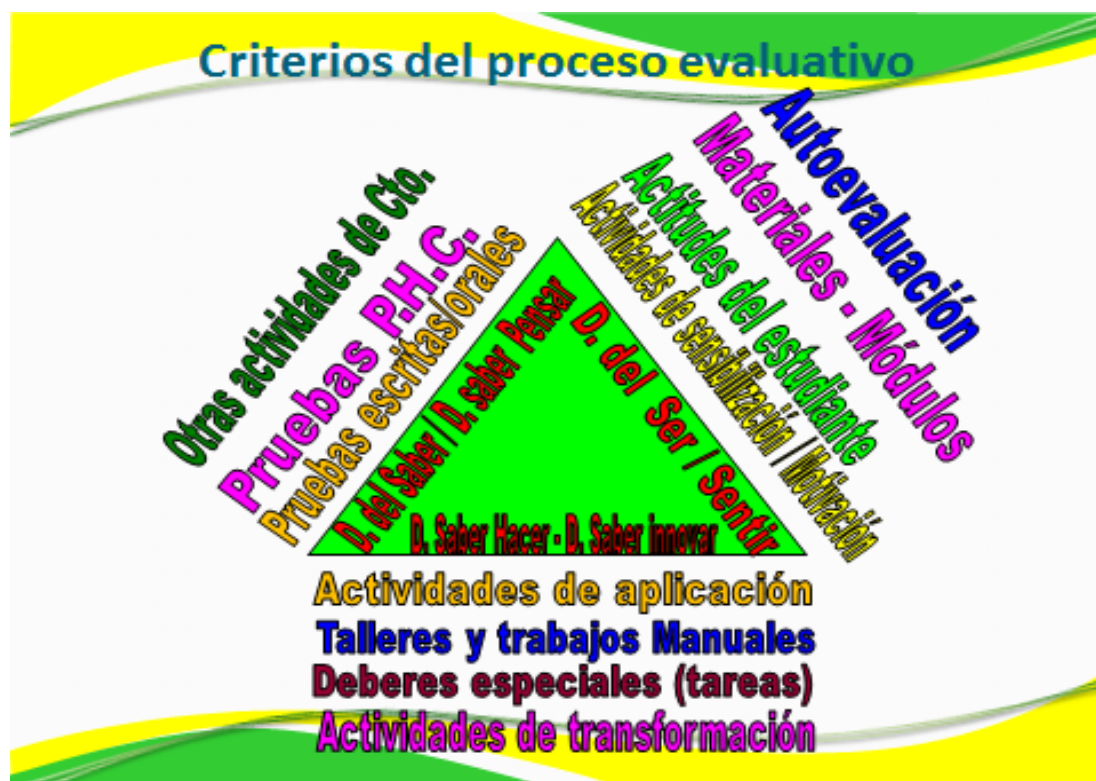 Criterios del proceso evaluativo
Otras actividades de Cto.
Pruebas P.H.C.
Pruebas escritas/orales
D. del Saber / D. saber Pensar
D. del Ser / Sentir
Actividades de sensibilización / Motivación
Actitudes del estudiante
Materiales - Módulos
Autoevaluación
D. Saber Hacer - D. Saber innovar
Actividades de aplicación
Talleres y trabajos Manuales
Deberes especiales (tareas)
Actividades de transformación